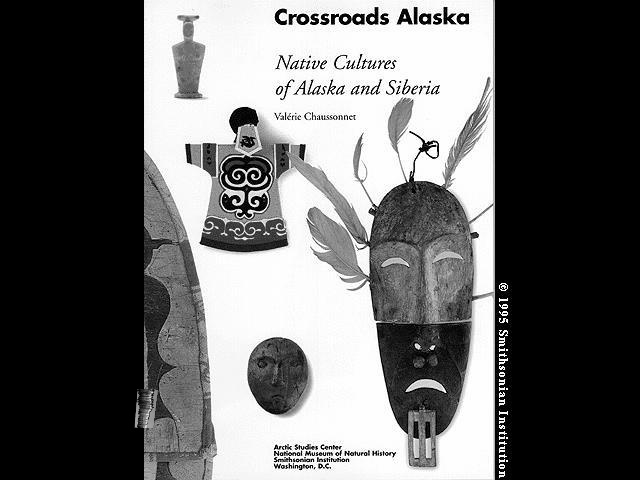 Crossroads Alaska
Native Cultures
of Alaska and Siberia
Valérie Chaussonnet
Arctic Studies Center
National Museum of Natural History
Smithsonian Institution
Washington, D.C.
© 1995 Smithsonian Institution